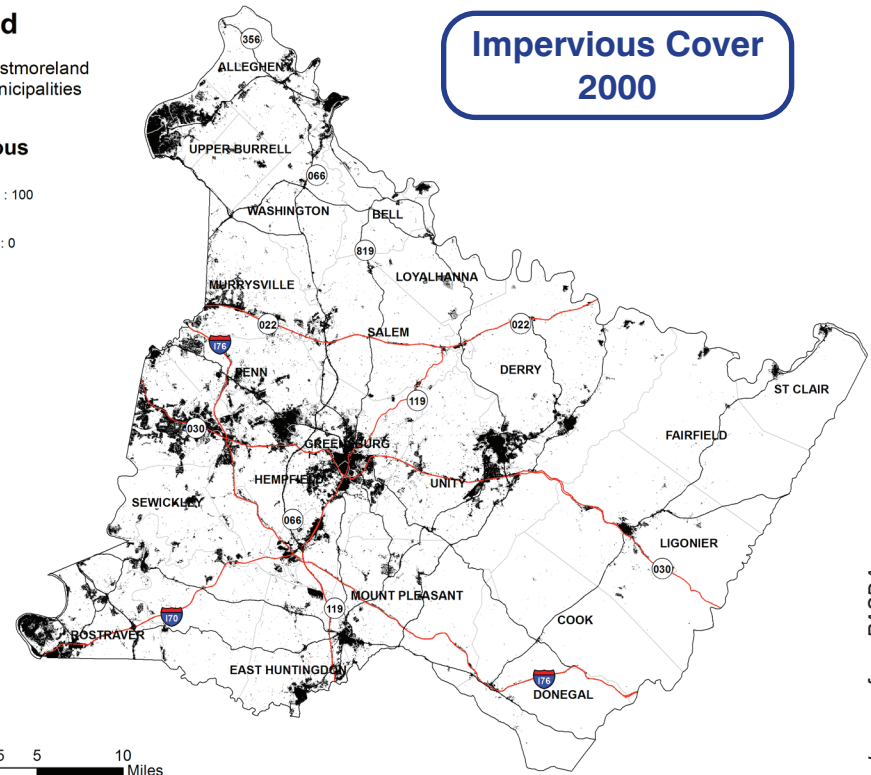 Impervious Cover
2000
d
stmoreland
nicipalities
ous
: 100
: 0
356
ALLEGHENY
UPPER BURRELL
066
WASHINGTON
BELL
819
LOYALHANNA
MURRYSVILLE
022
SALEM
022
I76
PENN
DERRY
ST CLAIR
119
030
GREENSBURG
FAIRFIELD
HEMPFIELD
UNITY
SEWICKLEY
066
LIGONIER
030
MOUNT PLEASANT
119
I70
COOK
ROSTRAVER
EAST HUNTINGDON
I76
DONEGAL
5 5 10
Miles